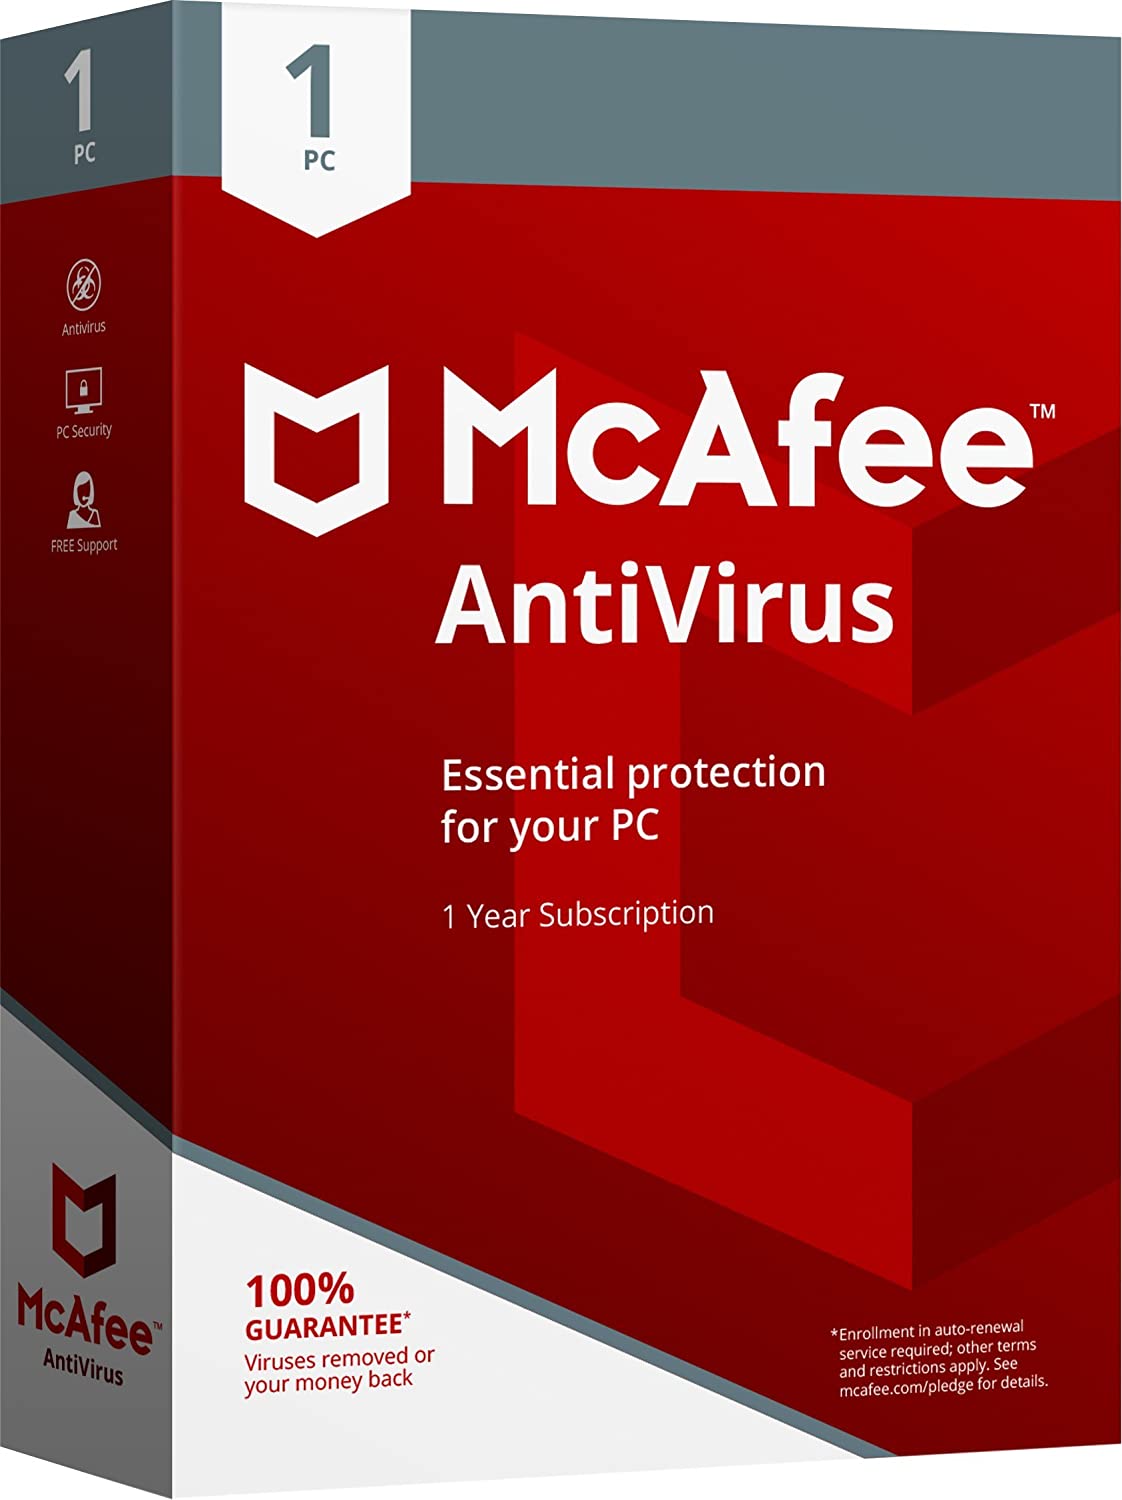 1
PC
Antivirus
PC Security
FREE Support
McAfee™
AntiVirus
1
PC
McAfee™
AntiVirus
Essential protection
for your PC
1 Year Subscription
100%
GUARANTEE*
Viruses removed or
your money back
*Enrollment in auto-renewal
service required; other terms
and restrictions apply. See
mcafee.com/pledge for details.